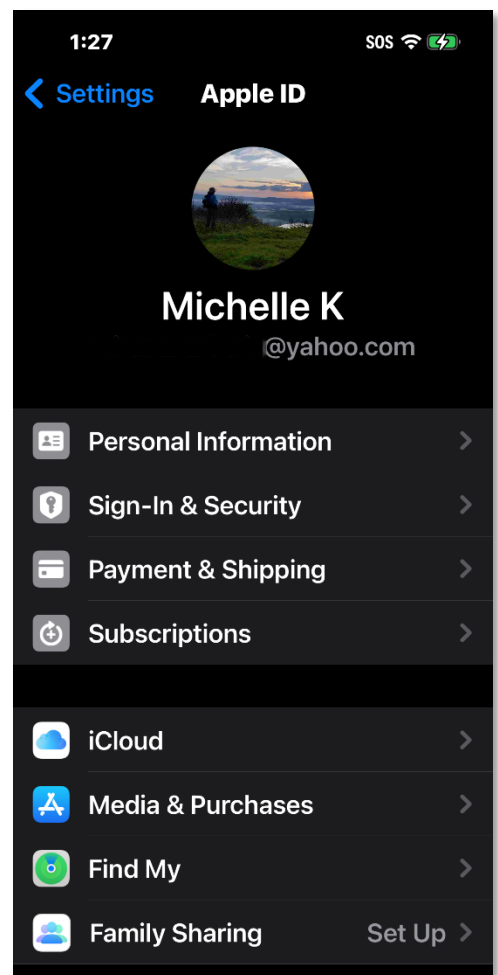 1:27 SOS
Settings Apple ID
Michelle K
@yahoo.com
Personal Information
Sign-In & Security
Payment & Shipping
Subscriptions
iCloud
Media & Purchases
Find My
Family Sharing Set Up